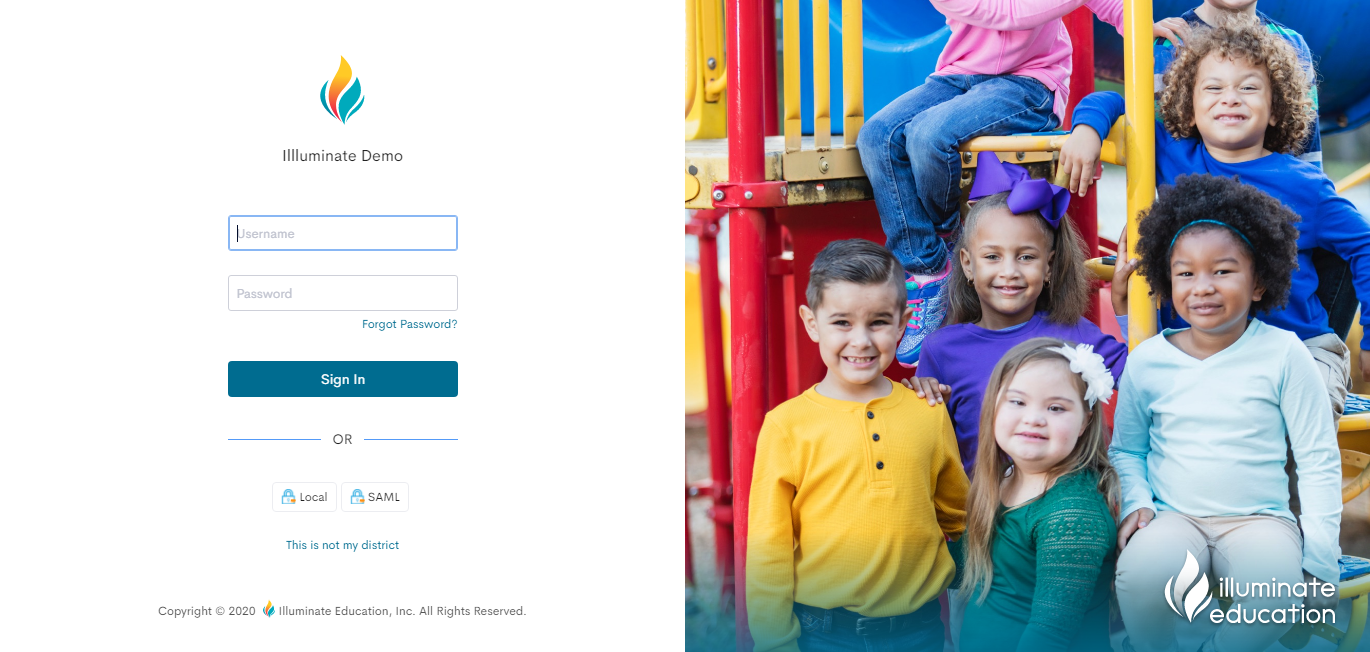 Illluminate Demo
Username
Password
Forgot Password?
Sign In
OR
Local SAML
This is not my district
Copyright © 2020 Illuminate Education, Inc. All Rights Reserved.
illuminate
education